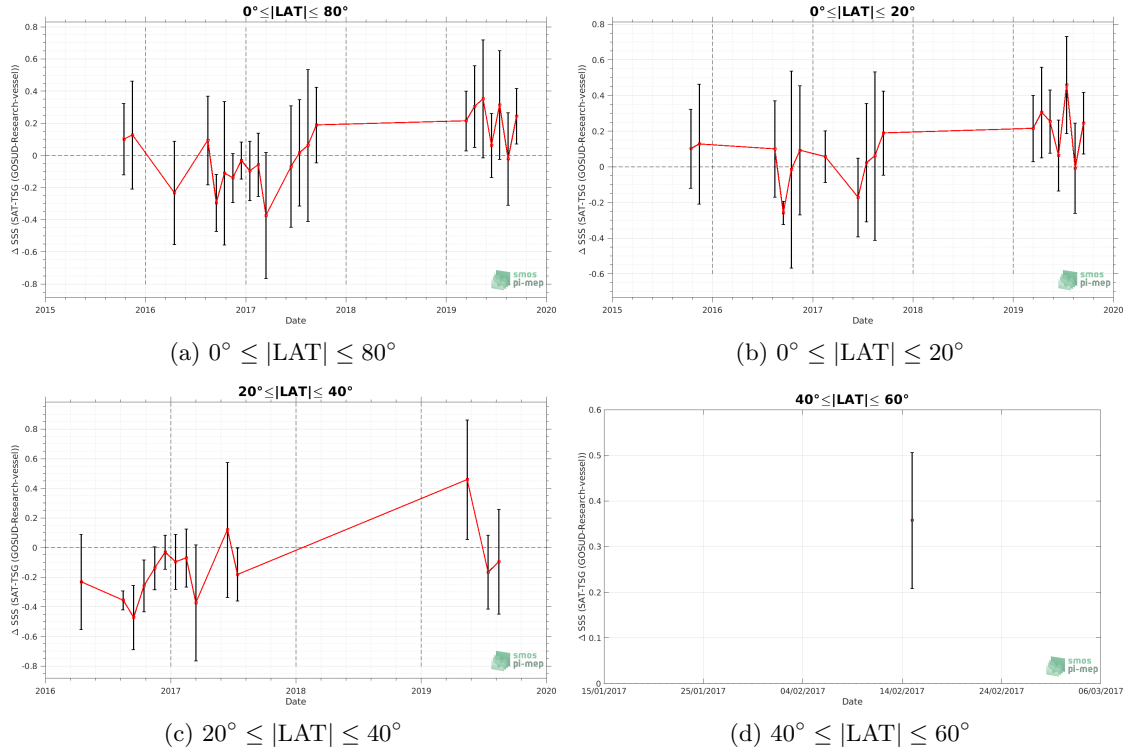 0°≤|LAT|≤ 80°
Δ SSS (SAT-TSG (GOSUD-Research-vessel))
0.8
0.6
0.4
0.2
0
-0.2
-0.4
-0.6
-0.8
2015
2016
2017
2018
2019
2020
Date
smos
pi-mep
(a) 0° ≤ |LAT| ≤ 80°
0°≤|LAT|≤ 20°
Δ SSS (SAT-TSG (GOSUD-Research-vessel))
0.8
0.6
0.4
0.2
0
-0.2
-0.4
-0.6
2015
2016
2017
2018
2019
2020
Date
smos
pi-mep
(b) 0° ≤ |LAT| ≤ 20°
20°≤|LAT|≤ 40°
Δ SSS (SAT-TSG (GOSUD-Research-vessel))
0.8
0.6
0.4
0.2
0
-0.2
-0.4
-0.6
-0.8
2016
2017
2018
2019
2020
Date
smos
pi-mep
(c) 20° ≤ |LAT| ≤ 40°
40°≤|LAT|≤ 60°
Δ SSS (SAT-TSG (GOSUD-Research-vessel))
0.6
0.5
0.4
0.3
0.2
0.1
0
15/01/2017
25/01/2017
04/02/2017
14/02/2017
24/02/2017
06/03/2017
Date
smos
pi-mep
(d) 40° ≤ |LAT| ≤ 60°